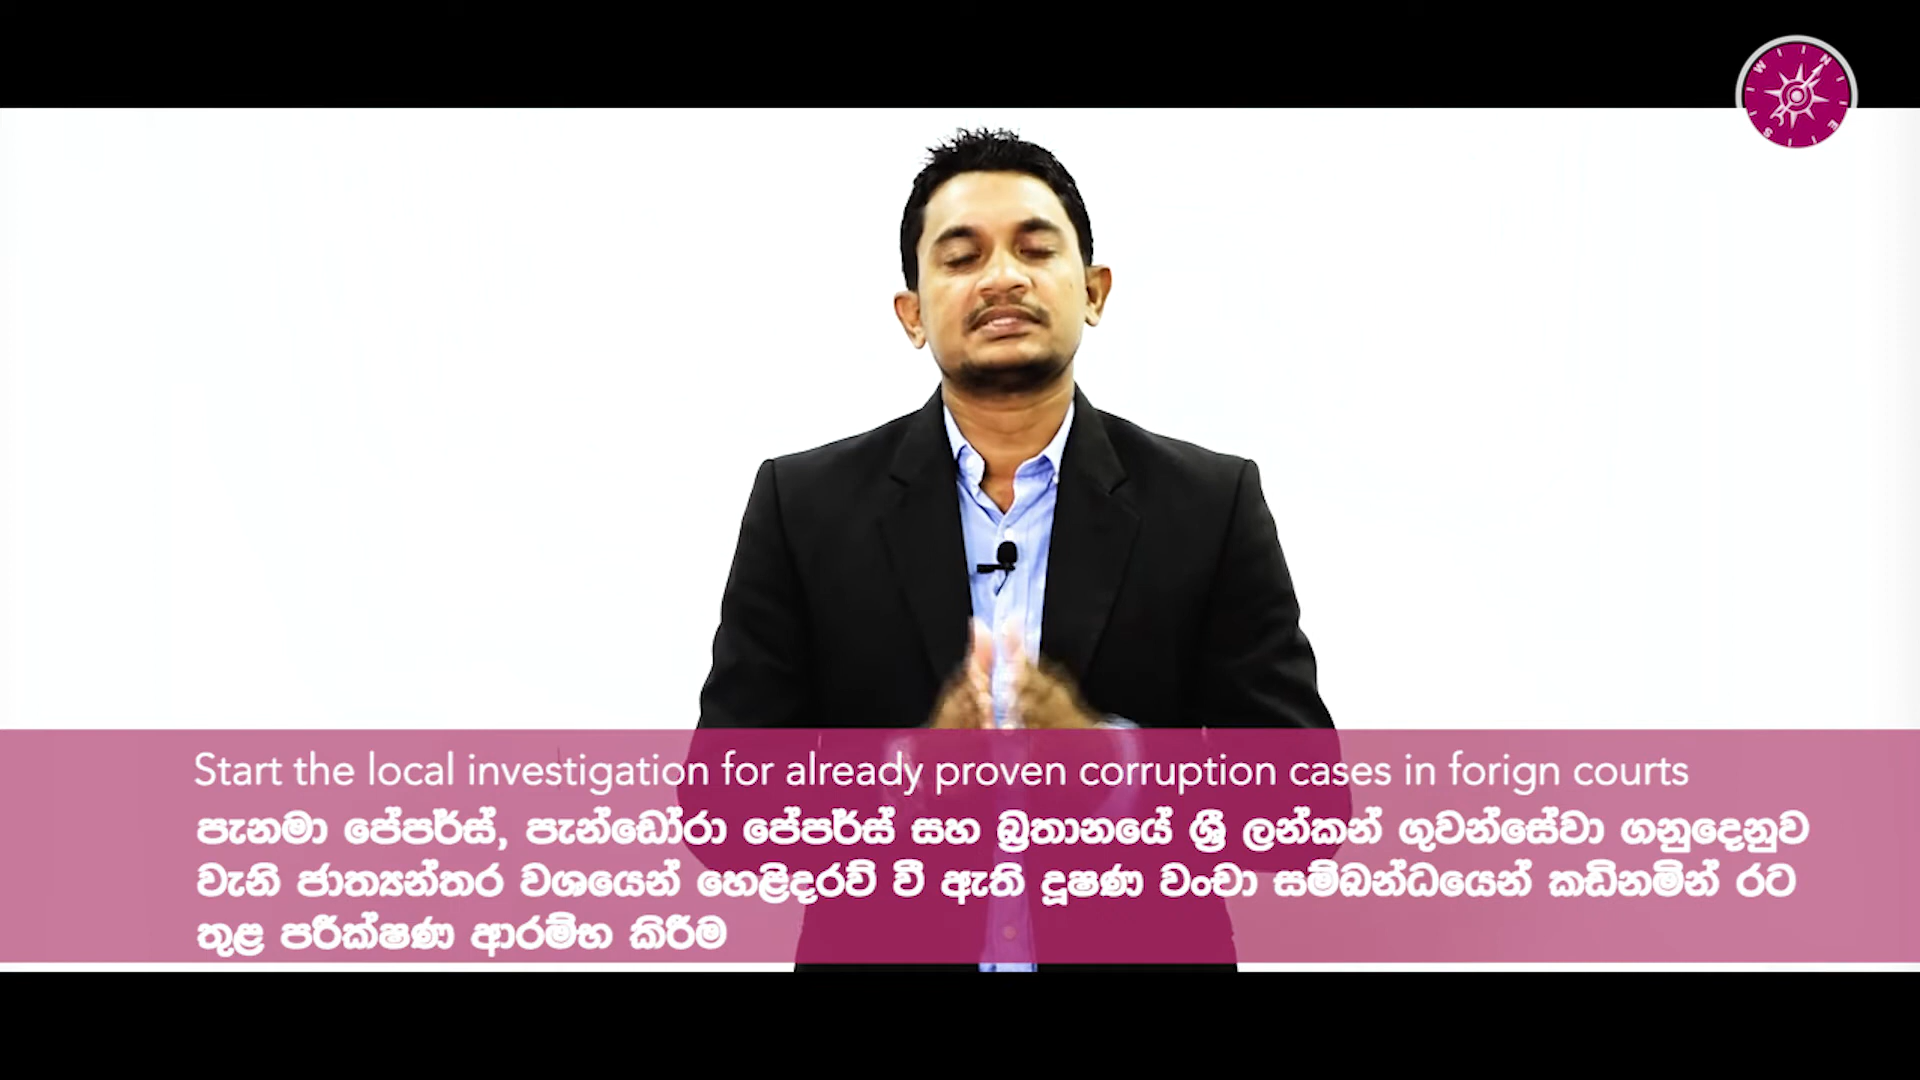 N
W
E
S
Start the local investigation for already proven corruption cases in forign courts
පැනමා පේපර්ස්, පැන්ඩෝරා පේපර්ස් සහ බ්‍රතානයේ ශ්‍රී ලන්කන් ගුවන්සේවා ගනුදෙනුව
වැනි ජාත්‍යන්තර වශයෙන් හෙළිදරව් වී ඇති දූෂණ වංචා සම්බන්ධයෙන් කඩිනමින් රට
තුළ පරීක්ෂණ ආරම්භ කිරීම